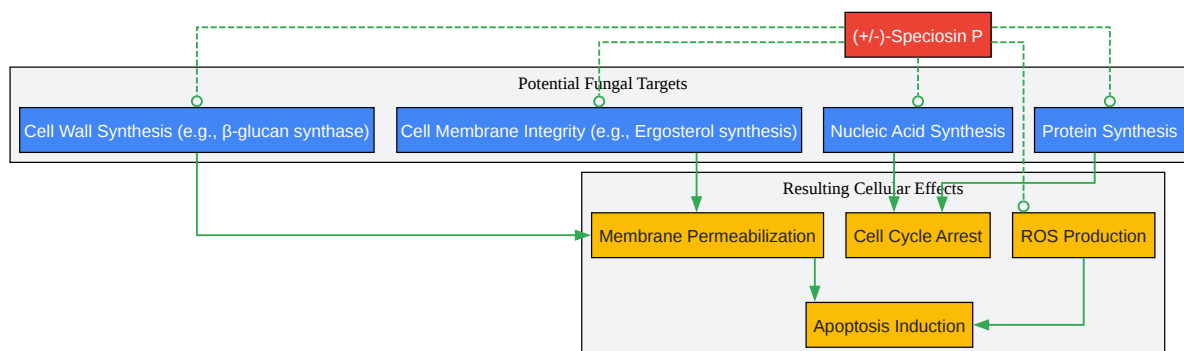 (+/-)-Speciosin P
Potential Fungal Targets
Cell Wall Synthesis (e.g., β-glucan synthase)
Cell Membrane Integrity (e.g., Ergosterol synthesis)
Nucleic Acid Synthesis
Protein Synthesis
Resulting Cellular Effects
Membrane Permeabilization
Cell Cycle Arrest
ROS Production
Apoptosis Induction